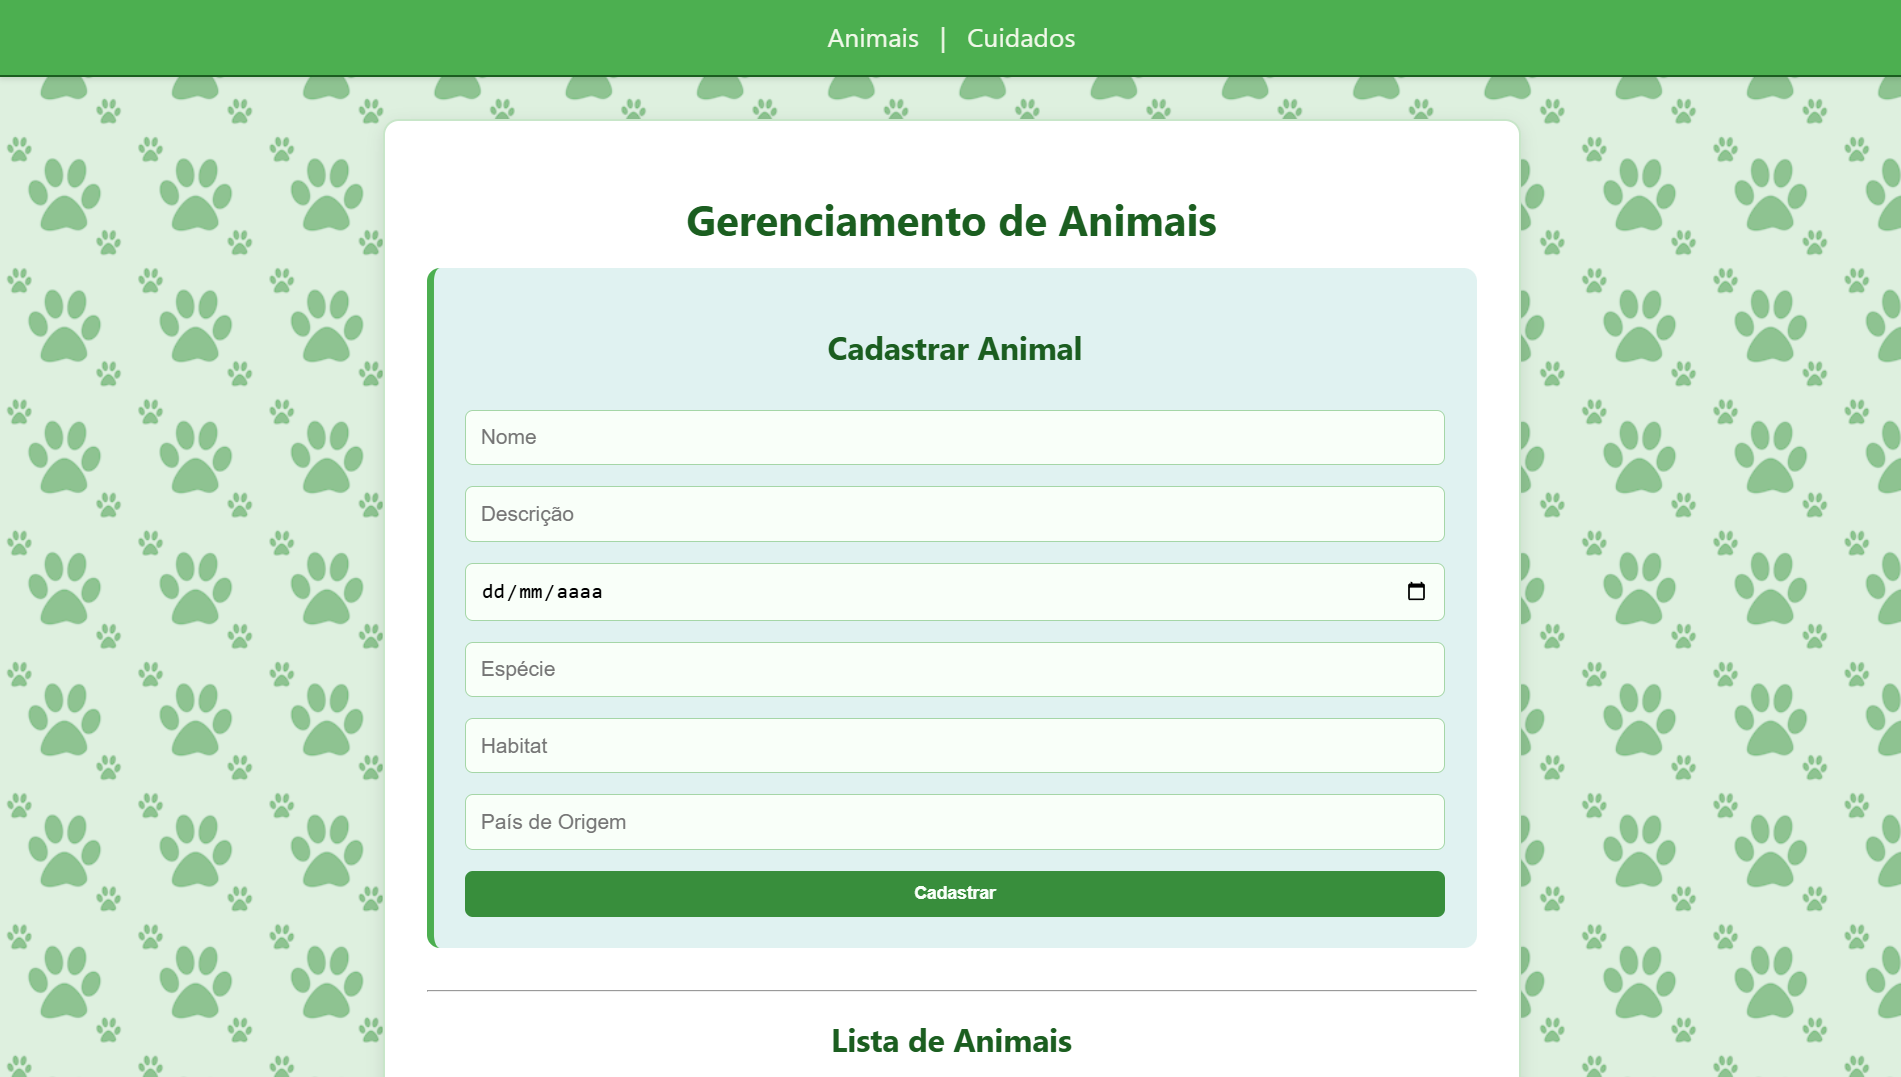 Animais | Cuidados
Gerenciamento de Animais
Cadastrar Animal
Nome
Descrição
dd/mm/aaaa
Espécie
Habitat
País de Origem
Cadastrar
Lista de Animais